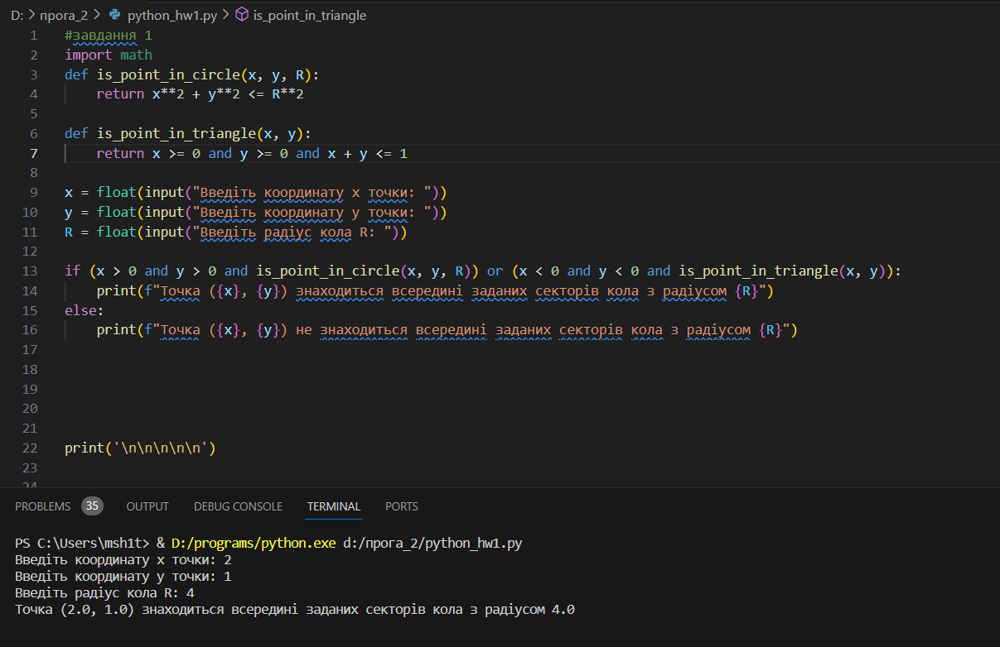 D: > прога_2 > python_hw1.py > is_point_in_triangle
1 #завдання 1
2 import math
3 def is_point_in_circle(x, y, R):
4     return x**2 + y**2 <= R**2
5
6 def is_point_in_triangle(x, y):
7     return x >= 0 and y >= 0 and x + y <= 1
8
9 x = float(input("Введіть координату x точки: "))
10 y = float(input("Введіть координату y точки: "))
11 R = float(input("Введіть радіус кола R: "))
12
13 if (x > 0 and y > 0 and is_point_in_circle(x, y, R)) or (x < 0 and y < 0 and is_point_in_triangle(x, y)):
14     print(f"Точка ({x}, {y}) знаходиться всередині заданих секторів кола з радіусом {R}")
15 else:
16     print(f"Точка ({x}, {y}) не знаходиться всередині заданих секторів кола з радіусом {R}")
17
18
19
20
21
22 print('\n\n\n\n\n')
23
24
PROBLEMS 35 OUTPUT DEBUG CONSOLE TERMINAL PORTS
PS C:\Users\msh1t> & D:/programs/python.exe d:/прога_2/python_hw1.py
Введіть координату x точки: 2
Введіть координату y точки: 1
Введіть радіус кола R: 4
Точка (2.0, 1.0) знаходиться всередині заданих секторів кола з радіусом 4.0